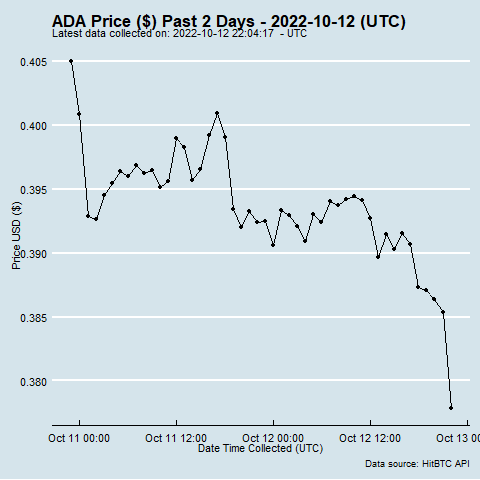 ADA Price ($) Past 2 Days - 2022-10-12 (UTC)
Latest data collected on: 2022-10-12 22:04:17 - UTC
0.405
0.400
0.395
0.390
0.385
0.380
Price USD ($)
Oct 11 00:00 Oct 11 12:00 Oct 12 00:00 Oct 12 12:00 Oct 13 00
Date Time Collected (UTC)
Data source: HitBTC API